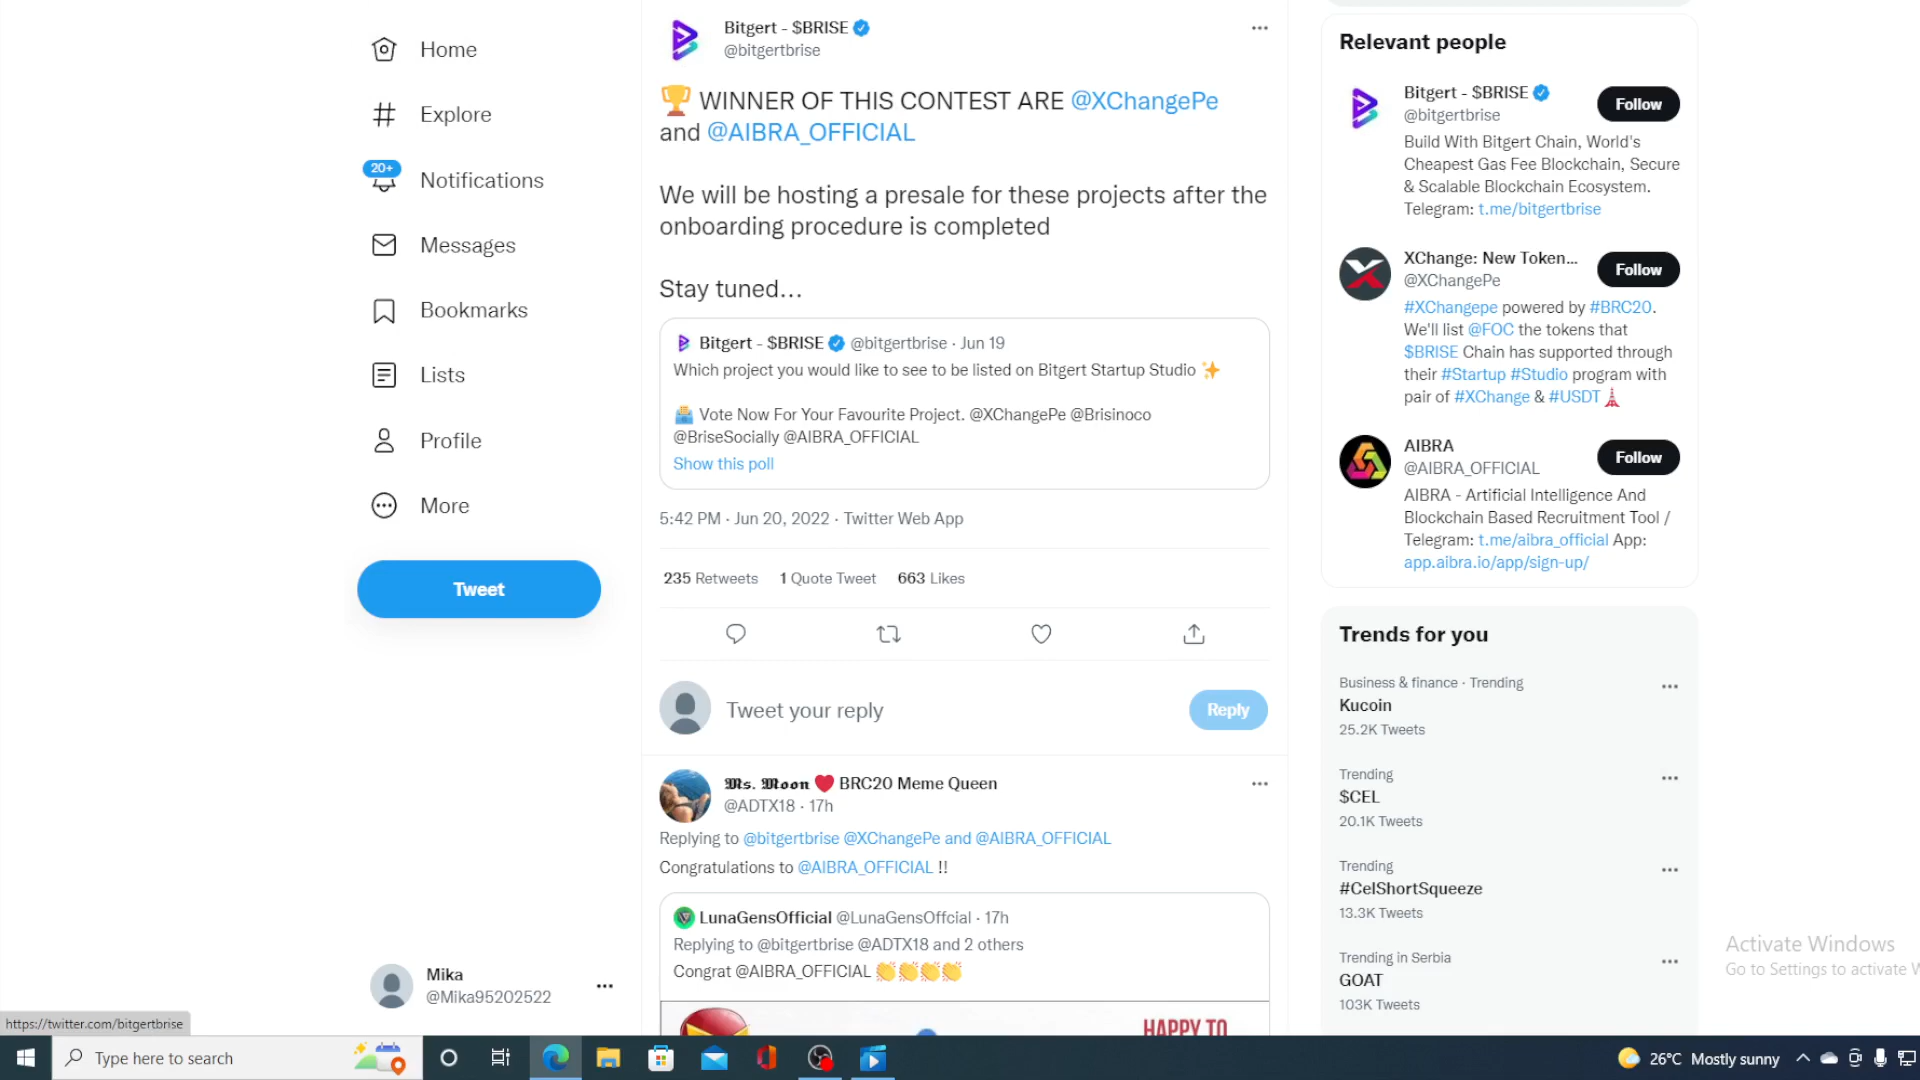 Home
Explore
20+
Notifications
Messages
Bookmarks
Lists
Profile
More
Tweet
Mika
@Mika95202522
https://twitter.com/bitgertbrise
Bitgert - $BRISE
@bitgertbrise
🏆 WINNER OF THIS CONTEST ARE @XChangePe
and @AIBRA_OFFICIAL
We will be hosting a presale for these projects after the
onboarding procedure is completed
Stay tuned...
Bitgert - $BRISE @bitgertbrise · Jun 19
Which project you would like to see to be listed on Bitgert Startup Studio ✨
🗳 Vote Now For Your Favourite Project. @XChangePe @Brisinoco
@BriseSocially @AIBRA_OFFICIAL
Show this poll
5:42 PM · Jun 20, 2022 · Twitter Web App
235 Retweets 1 Quote Tweet 663 Likes
Tweet your reply
Reply
𝕸𝖘. 𝕸𝖔𝖔𝖓 ❤️ BRC20 Meme Queen
@ADTX18 · 17h
Replying to @bitgertbrise @XChangePe and @AIBRA_OFFICIAL
Congratulations to @AIBRA_OFFICIAL !!
LunaGensOfficial @LunaGensOffcial · 17h
Replying to @bitgertbrise @ADTX18 and 2 others
Congrat @AIBRA_OFFICIAL 👏👏👏👏
HAPPY TO
Relevant people
Bitgert - $BRISE
@bitgertbrise
Follow
Build With Bitgert Chain, World's
Cheapest Gas Fee Blockchain, Secure
& Scalable Blockchain Ecosystem.
Telegram: t.me/bitgertbrise
XChange: New Token...
@XChangePe
Follow
#XChangepe powered by #BRC20.
We'll list @FOC the tokens that
$BRISE Chain has supported through
their #Startup #Studio program with
pair of #XChange & #USDT🗼
AIBRA
@AIBRA_OFFICIAL
Follow
AIBRA - Artificial Intelligence And
Blockchain Based Recruitment Tool /
Telegram: t.me/aibra_official App:
app.aibra.io/app/sign-up/
Trends for you
Business & finance · Trending
Kucoin
25.2K Tweets
Trending
$CEL
20.1K Tweets
Trending
#CelShortSqueeze
13.3K Tweets
Trending in Serbia
GOAT
103K Tweets
Activate Windows
Go to Settings to activate W
Type here to search
26°C Mostly sunny